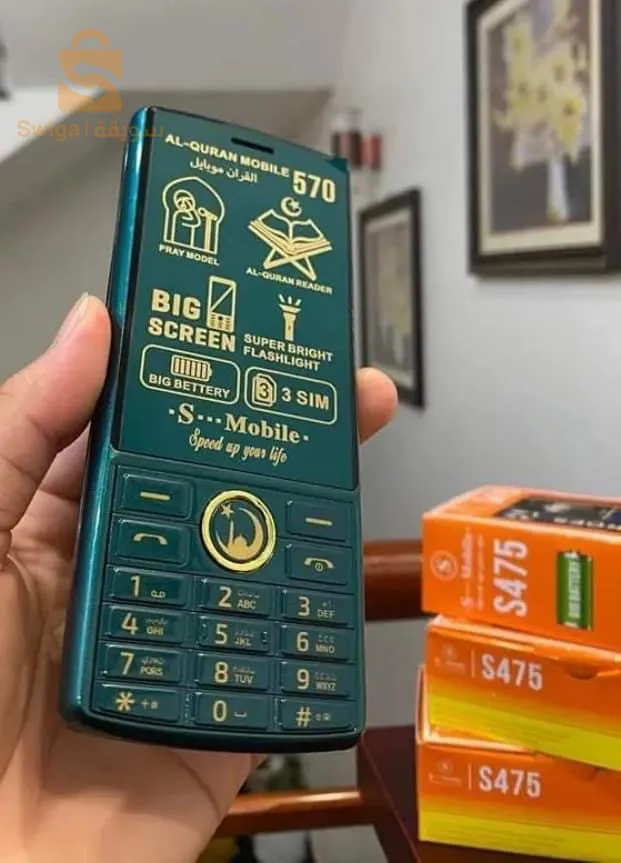 Swiga | سويقة
AL-QURAN MOBILE 570
القران موبايل
PRAY MODEL
AL-QURAN READER
BIG
SCREEN
SUPER BRIGHT
FLASHLIGHT
BIG BETTERY
3 3 SIM
·S···Mobile·
Speed up your life
1
2 ABC
3 DEF
4 GHI
5 JKL
6 MNO
7 PQRS
8 TUV
9 WXYZ
* +
0
#
S···Mobile·
S475
S475
S475